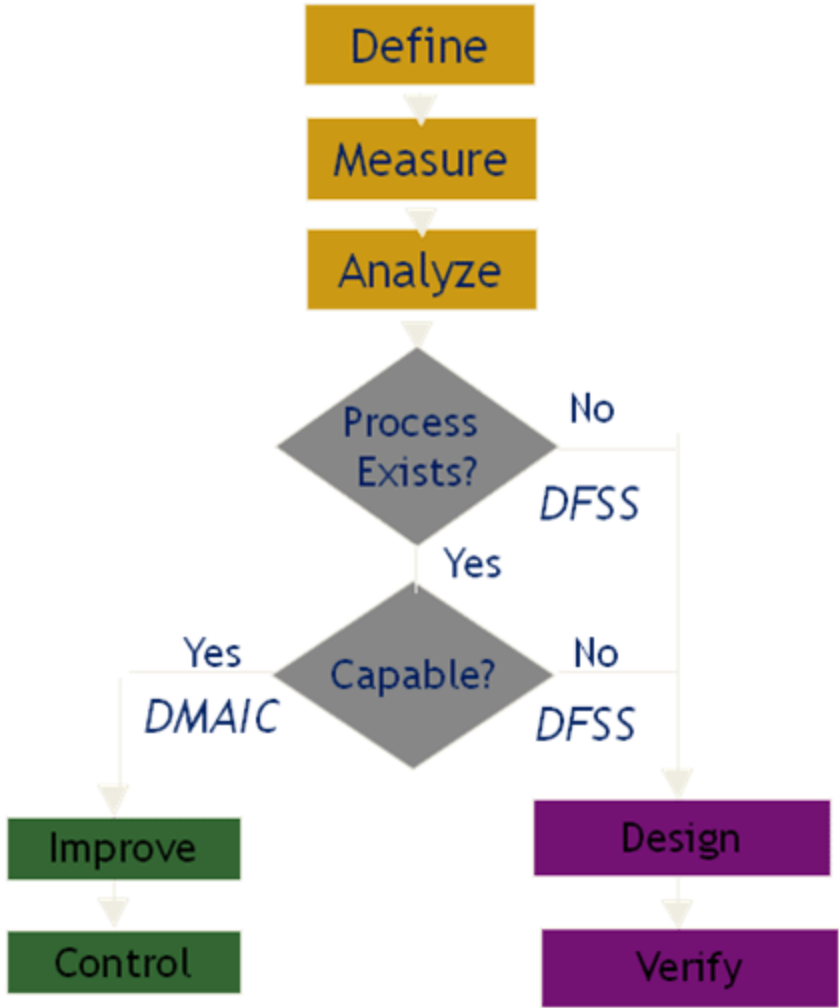 Define
Measure
Analyze
Process
Exists?
No
DFSS
Yes
Capable?
Yes
DMAIC
No
DFSS
Improve
Control
Design
Verify